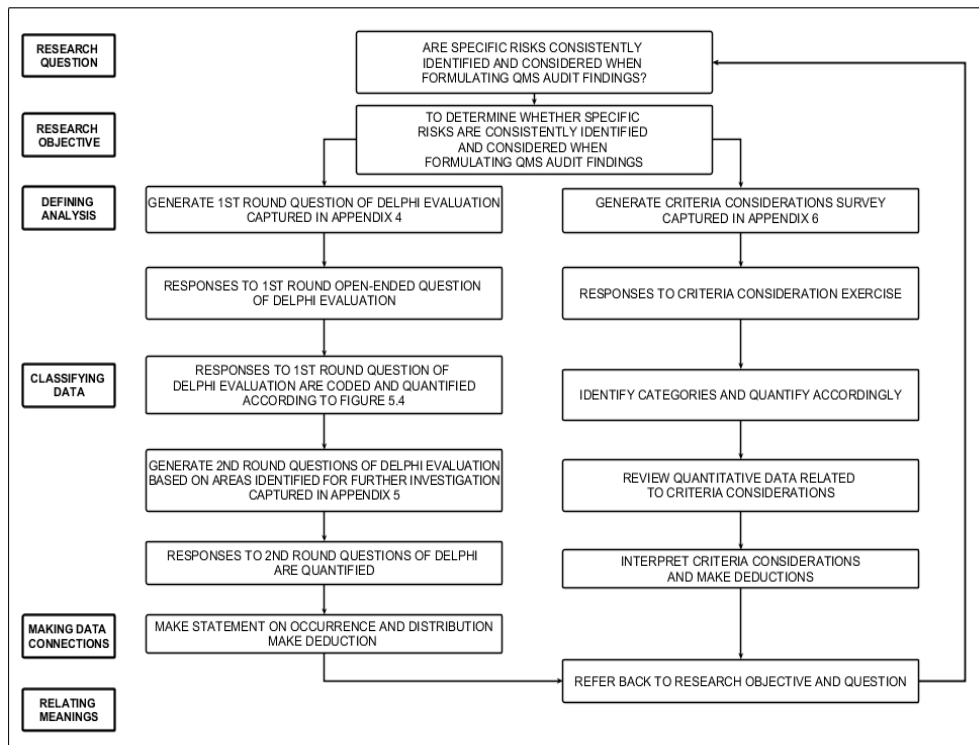 RESEARCH
QUESTION
ARE SPECIFIC RISKS CONSISTENTLY
IDENTIFIED AND CONSIDERED WHEN
FORMULATING QMS AUDIT FINDINGS?
RESEARCH
OBJECTIVE
TO DETERMINE WHETHER SPECIFIC
RISKS ARE CONSISTENTLY IDENTIFIED
AND CONSIDERED WHEN
FORMULATING QMS AUDIT FINDINGS
DEFINING
ANALYSIS
GENERATE 1ST ROUND QUESTION OF DELPHI EVALUATION
CAPTURED IN APPENDIX 4
GENERATE CRITERIA CONSIDERATIONS SURVEY
CAPTURED IN APPENDIX 6
RESPONSES TO 1ST ROUND OPEN-ENDED QUESTION
OF DELPHI EVALUATION
RESPONSES TO CRITERIA CONSIDERATION EXERCISE
CLASSIFYING
DATA
RESPONSES TO 1ST ROUND QUESTION OF
DELPHI EVALUATION ARE CODED AND QUANTIFIED
ACCORDING TO FIGURE 5.4
IDENTIFY CATEGORIES AND QUANTIFY ACCORDINGLY
GENERATE 2ND ROUND QUESTIONS OF DELPHI EVALUATION
BASED ON AREAS IDENTIFIED FOR FURTHER INVESTIGATION
CAPTURED IN APPENDIX 5
REVIEW QUANTITATIVE DATA RELATED
TO CRITERIA CONSIDERATIONS
RESPONSES TO 2ND ROUND QUESTIONS OF DELPHI
ARE QUANTIFIED
INTERPRET CRITERIA CONSIDERATIONS
AND MAKE DEDUCTIONS
MAKING DATA
CONNECTIONS
MAKE STATEMENT ON OCCURRENCE AND DISTRIBUTION
MAKE DEDUCTION
REFER BACK TO RESEARCH OBJECTIVE AND QUESTION
RELATING
MEANINGS